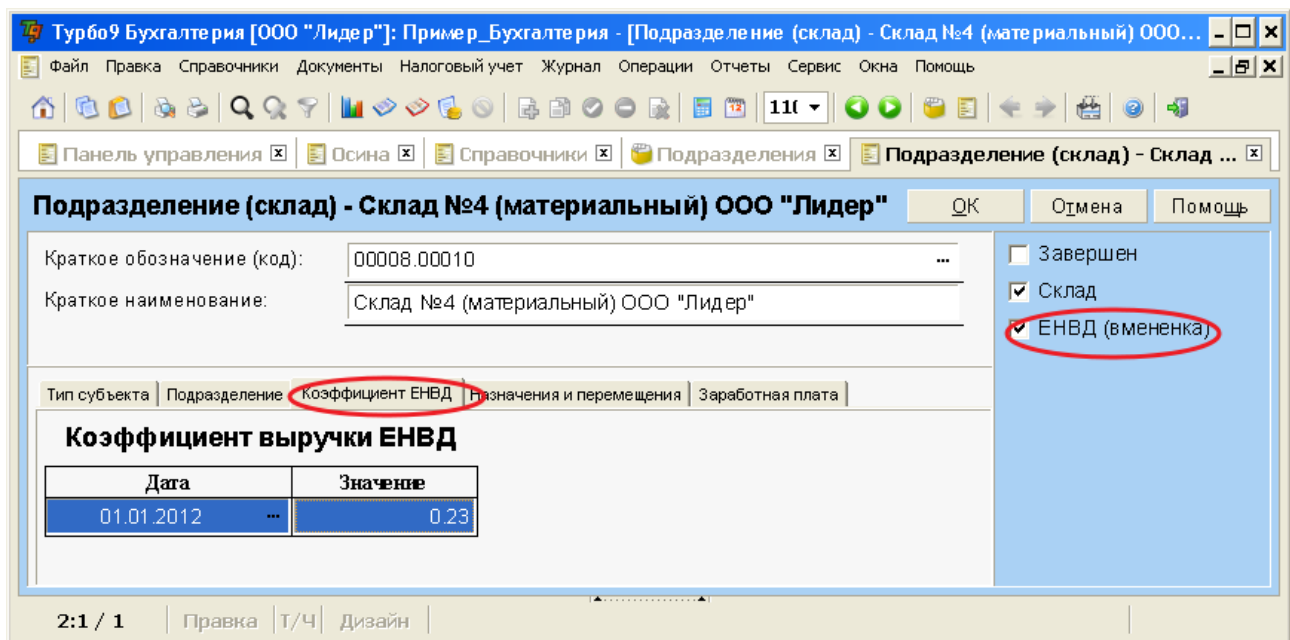 Турбо9 Бухгалтерия [ООО "Лидер"]: Пример_Бухгалтерия - [Подразделение (склад) - Склад №4 (материальный) ООО...
Файл Правка Справочники Документы Налоговый учет Журнал Операции Отчеты Сервис Окна Помощь
11(
Панель управления Осина Справочники Подразделения Подразделение (склад) - Склад ...
Подразделение (склад) - Склад №4 (материальный) ООО "Лидер" OK Отмена Помощь
Краткое обозначение (код): 00008.00010 ... Завершен
Краткое наименование: Склад №4 (материальный) ООО "Лидер" Склад
ЕНВД (вмененка)
Тип субъекта Подразделение Коэффициент ЕНВД Назначения и перемещения Заработная плата
Коэффициент выручки ЕНВД
Дата Значение
01.01.2012 ... 0.23
2:1 / 1 Правка Т/Ч Дизайн